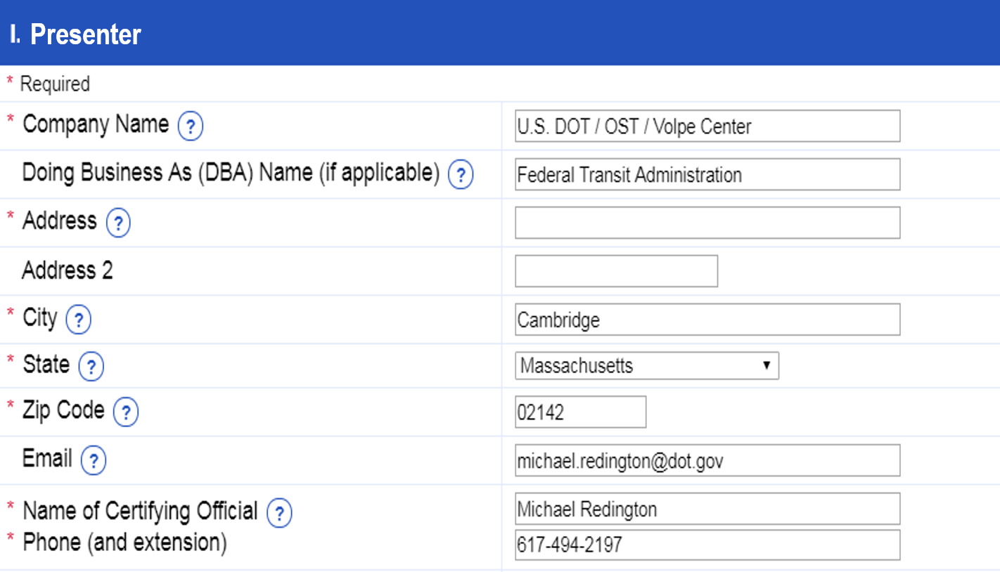 I. Presenter
* Required
* Company Name ? U.S. DOT / OST / Volpe Center
Doing Business As (DBA) Name (if applicable) ? Federal Transit Administration
* Address ?
Address 2
* City ? Cambridge
* State ? Massachusetts ▼
* Zip Code ? 02142
Email ? michael.redington@dot.gov
* Name of Certifying Official ? Michael Redington
* Phone (and extension) 617-494-2197